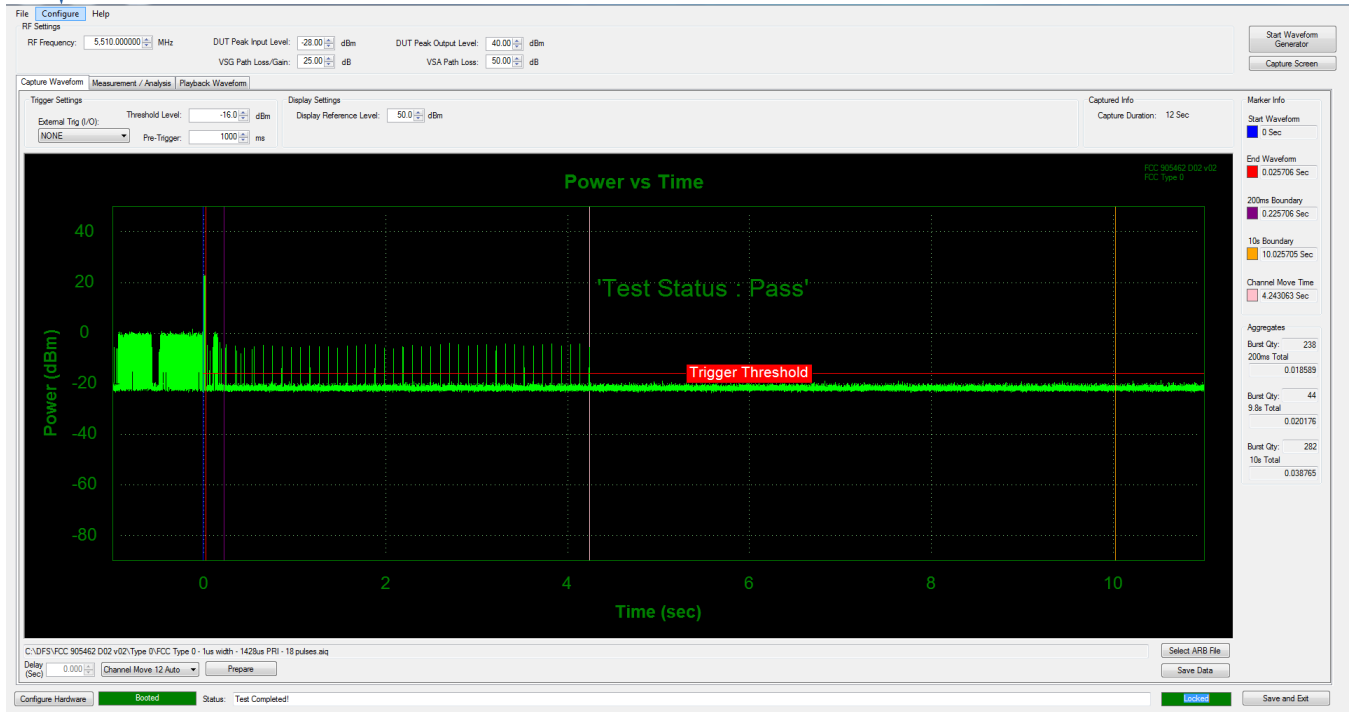 File Configure Help
RF Settings
RF Frequency: 5,510.000000 MHz DUT Peak Input Level: -28.00 dBm DUT Peak Output Level: 40.00 dBm
VSG Path Loss/Gain: 25.00 dB VSA Path Loss: 50.00 dB
Start Waveform
Generator
Capture Screen
Capture Waveform Measurement / Analysis Playback Waveform
Trigger Settings
External Trig (I/O): Threshold Level: -16.0 dBm
NONE Pre-Trigger: 1000 ms
Display Settings
Display Reference Level: 50.0 dBm
Captured Info
Capture Duration: 12 Sec
Power vs Time
FCC 905462 D02 v02
FCC Type 0
40
20
0
-20
-40
-60
-80
Power (dBm)
'Test Status : Pass'
Trigger Threshold
0 2 4 6 8 10
Time (sec)
Marker Info
Start Waveform
0 Sec
End Waveform
0.025706 Sec
200ms Boundary
0.225706 Sec
10s Boundary
10.025705 Sec
Channel Move Time
4.243063 Sec
Aggregates
Burst Qty: 238
200ms Total
0.018589
Burst Qty: 44
9.8s Total
0.020176
Burst Qty: 282
10s Total
0.038765
C:\DFS\FCC 905462 D02 v02\Type 0\FCC Type 0 - 1us width - 1428us PRI - 18 pulses.aiq
Select ARB File
Delay
(Sec) 0.000 Channel Move 12 Auto Prepare
Save Data
Configure Hardware Booted Status: Test Completed! Locked Save and Exit